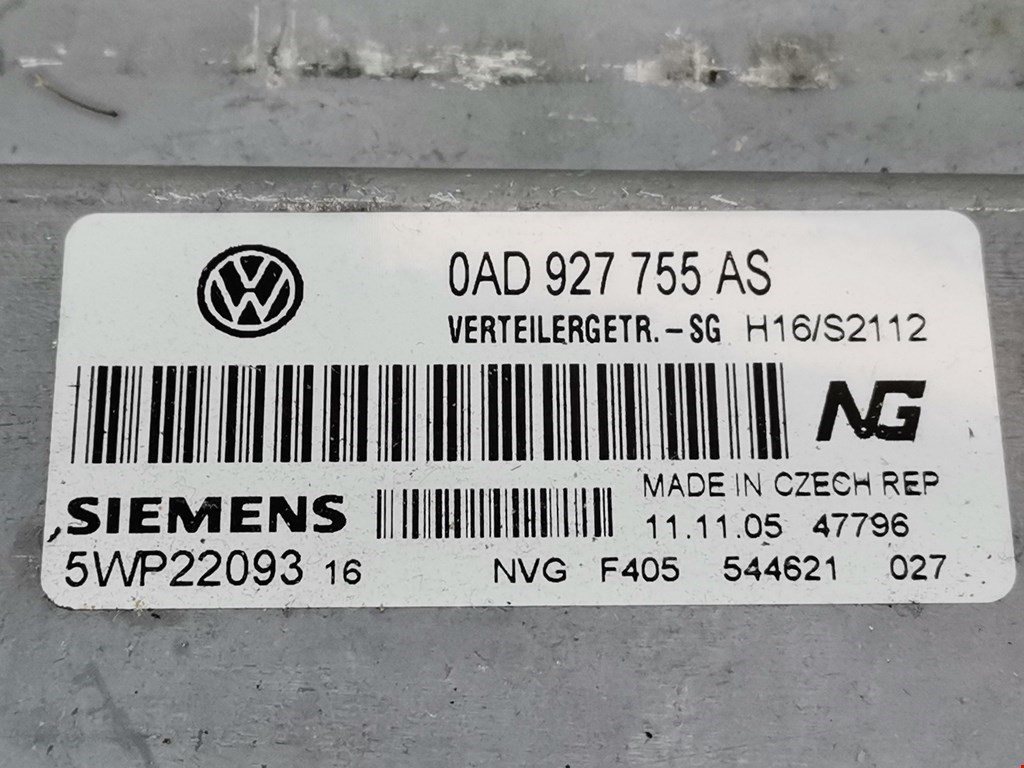 0AD 927 755 AS
VERTEILERGETR.-SG H16/S2112
NG
SIEMENS
MADE IN CZECH REP
11.11.05 47796
5WP22093 16 NVG F405 544621 027